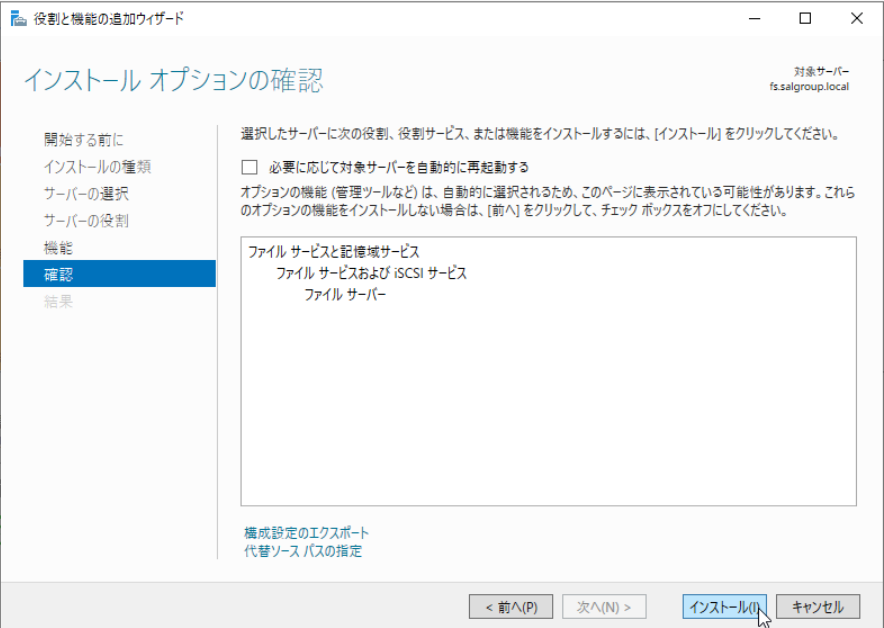 役割と機能の追加ウィザード
インストール オプションの確認
対象サーバー
fs.salgroup.local
開始する前に
インストールの種類
サーバーの選択
サーバーの役割
機能
確認
結果
選択したサーバーに次の役割、役割サービス、または機能をインストールするには、[インストール] をクリックしてください。
必要に応じて対象サーバーを自動的に再起動する
オプションの機能 (管理ツールなど) は、自動的に選択されるため、このページに表示されている可能性があります。これら
のオプションの機能をインストールしない場合は、[前へ] をクリックして、チェック ボックスをオフにしてください。
ファイル サービスと記憶域サービス
ファイル サービスおよび iSCSI サービス
ファイル サーバー
構成設定のエクスポート
代替ソース パスの指定
< 前へ(P)
次へ(N) >
インストール(I)
キャンセル